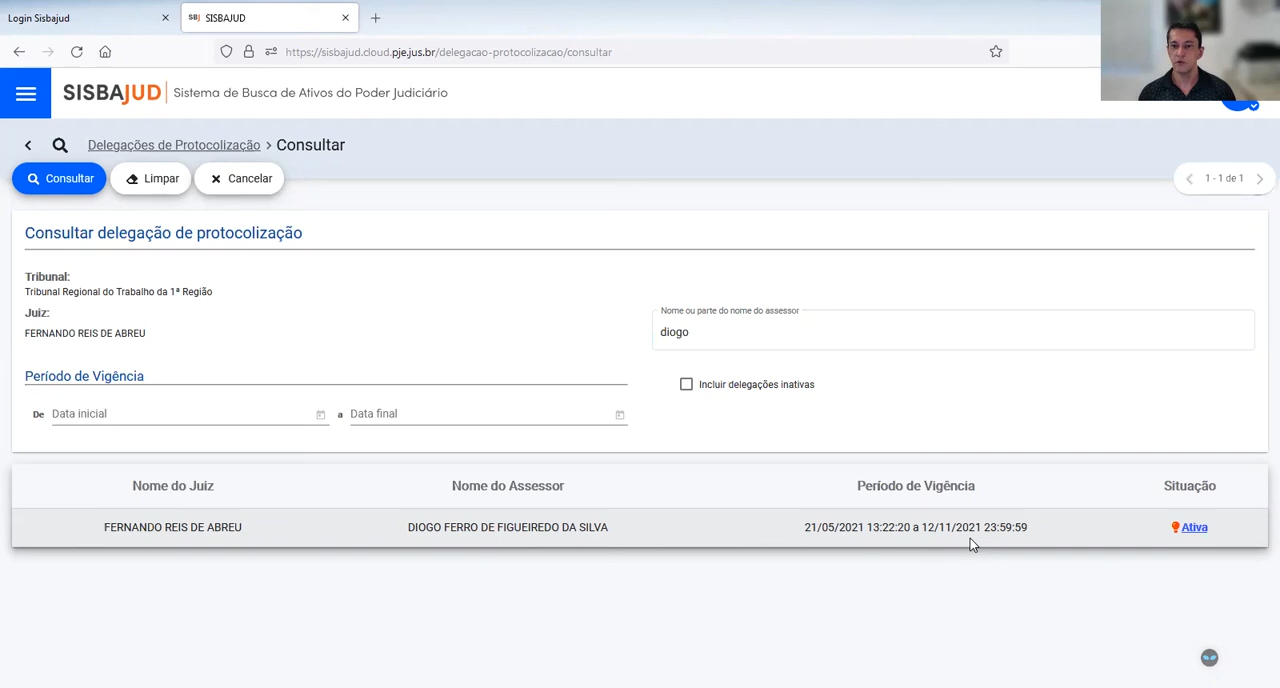 Login Sisbajud
SBJ SISBAJUD
https://sisbajud.cloud.pje.jus.br/delegacao-protocolizacao/consultar
SISBAJUD Sistema de Busca de Ativos do Poder Judiciário
Delegações de Protocolização > Consultar
Consultar Limpar Cancelar
1 - 1 de 1
Consultar delegação de protocolização
Tribunal:
Tribunal Regional do Trabalho da 1ª Região
Juiz:
FERNANDO REIS DE ABREU
Nome ou parte do nome do assessor
diogo
Período de Vigência
Incluir delegações inativas
De Data inicial a Data final
Nome do Juiz Nome do Assessor Período de Vigência Situação
FERNANDO REIS DE ABREU DIOGO FERRO DE FIGUEIREDO DA SILVA 21/05/2021 13:22:20 a 12/11/2021 23:59:59 Ativa